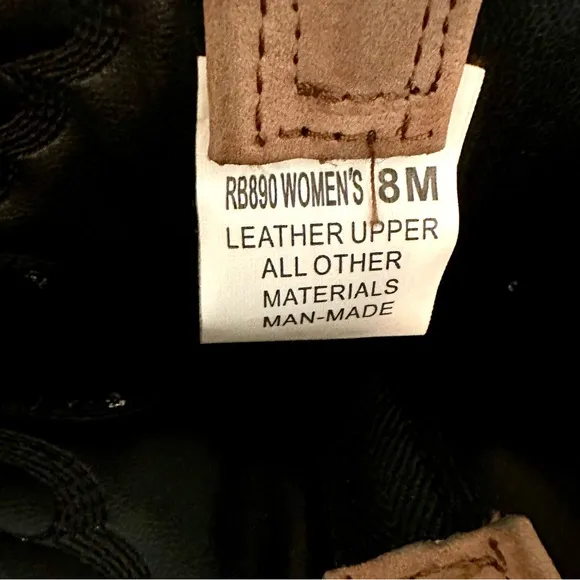 RB890 WOMEN'S 8M
LEATHER UPPER
ALL OTHER
MATERIALS
MAN-MADE